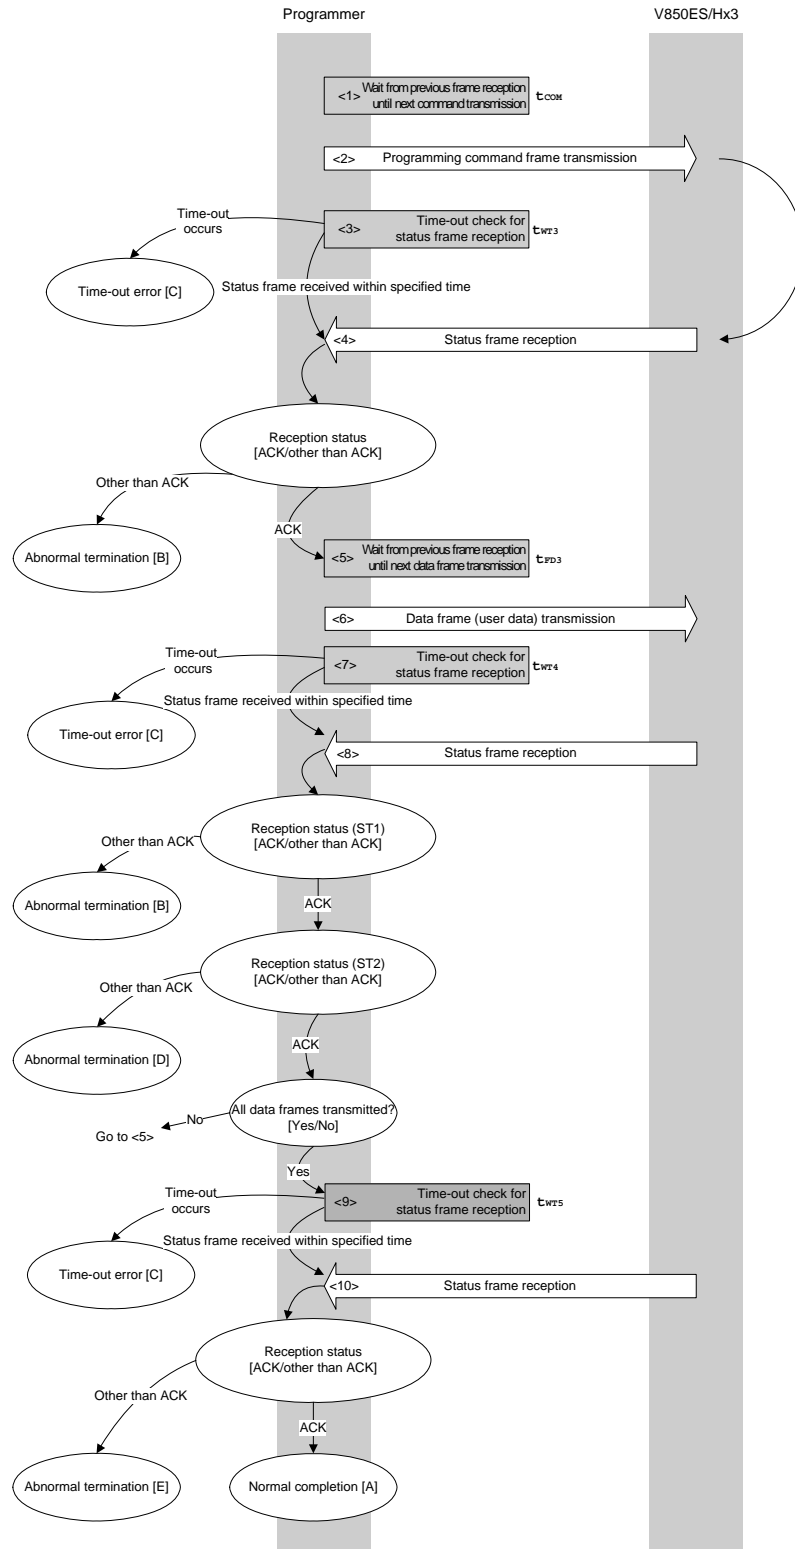 Programmer
V850ES/Hx3
<1> Wait from previous frame reception
until next command transmission
tCOM
<2> Programming command frame transmission
Time-out
occurs
<3> Time-out check for
status frame reception
tWT3
Time-out error [C]
Status frame received within specified time
<4> Status frame reception
Reception status
[ACK/other than ACK]
Other than ACK
ACK
Abnormal termination [B]
<5> Wait from previous frame reception
until next data frame transmission
tFD3
<6> Data frame (user data) transmission
Time-out
occurs
<7> Time-out check for
status frame reception
tWT4
Status frame received within specified time
Time-out error [C]
<8> Status frame reception
Reception status (ST1)
[ACK/other than ACK]
Other than ACK
Abnormal termination [B]
ACK
Reception status (ST2)
[ACK/other than ACK]
Other than ACK
Abnormal termination [D]
ACK
All data frames transmitted?
[Yes/No]
No
Go to <5>
Yes
Time-out
occurs
<9> Time-out check for
status frame reception
tWT5
Status frame received within specified time
Time-out error [C]
<10> Status frame reception
Reception status
[ACK/other than ACK]
Other than ACK
ACK
Abnormal termination [E]
Normal completion [A]